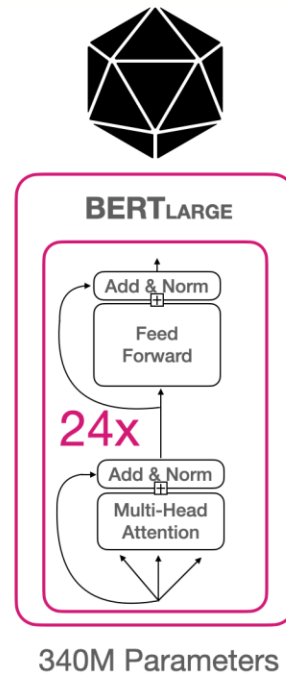 BERTLARGE
Add & Norm
Feed
Forward
24x
Add & Norm
Multi-Head
Attention
340M Parameters